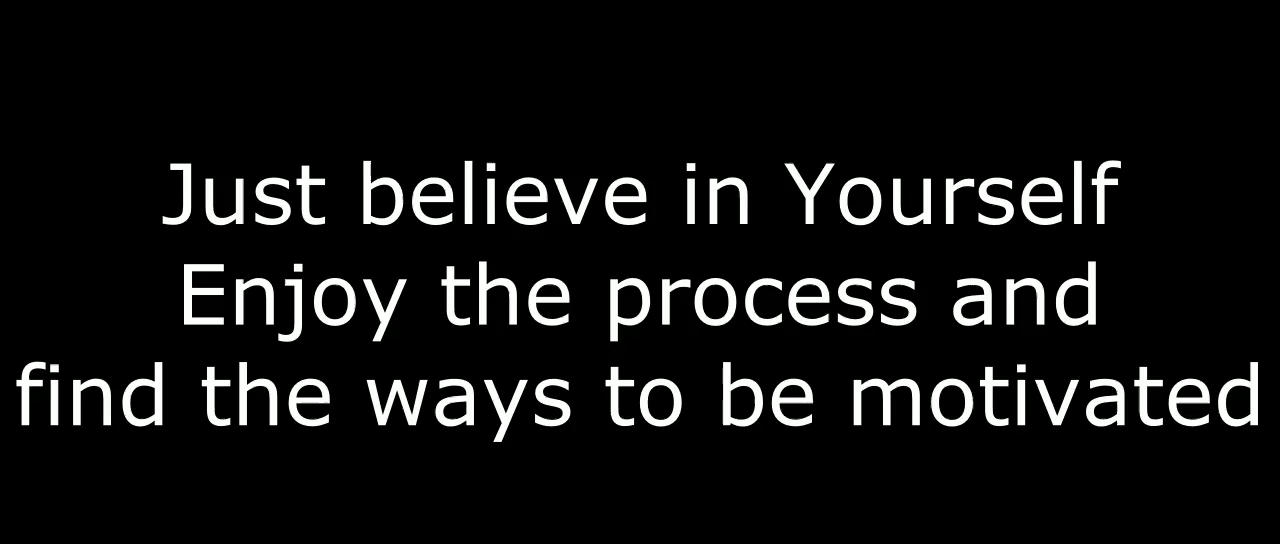 Just believe in Yourself
Enjoy the process and
find the ways to be motivated